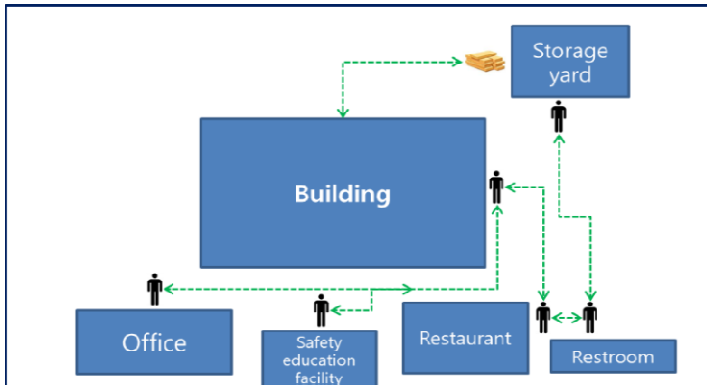 Storage
yard
Building
Office
Safety
education
facility
Restaurant
Restroom